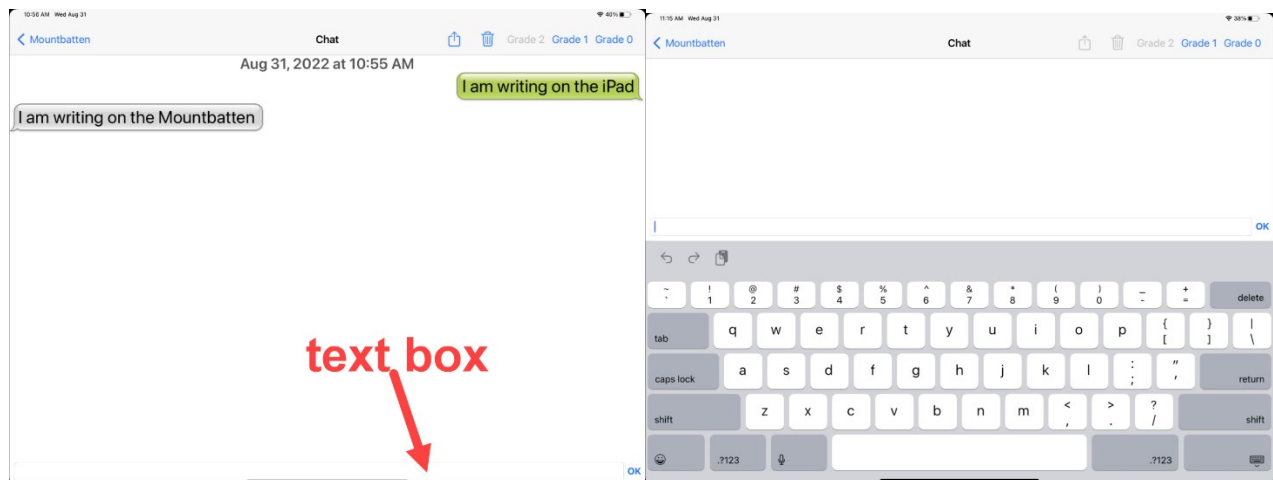 10:56 AM Wed Aug 31 40%
Mountbatten Chat Grade 2 Grade 1 Grade 0
Aug 31, 2022 at 10:55 AM
I am writing on the iPad
I am writing on the Mountbatten
text box
OK
11:15 AM Wed Aug 31 38%
Mountbatten Chat Grade 2 Grade 1 Grade 0
OK
~ ! @ # $ % ^ & * ( ) _ +
` 1 2 3 4 5 6 7 8 9 0 - = delete
tab q w e r t y u i o p { [ } ] | \
caps lock a s d f g h j k l : ; " ' return
shift z x c v b n m < , > . ? / shift
.?123 .?123